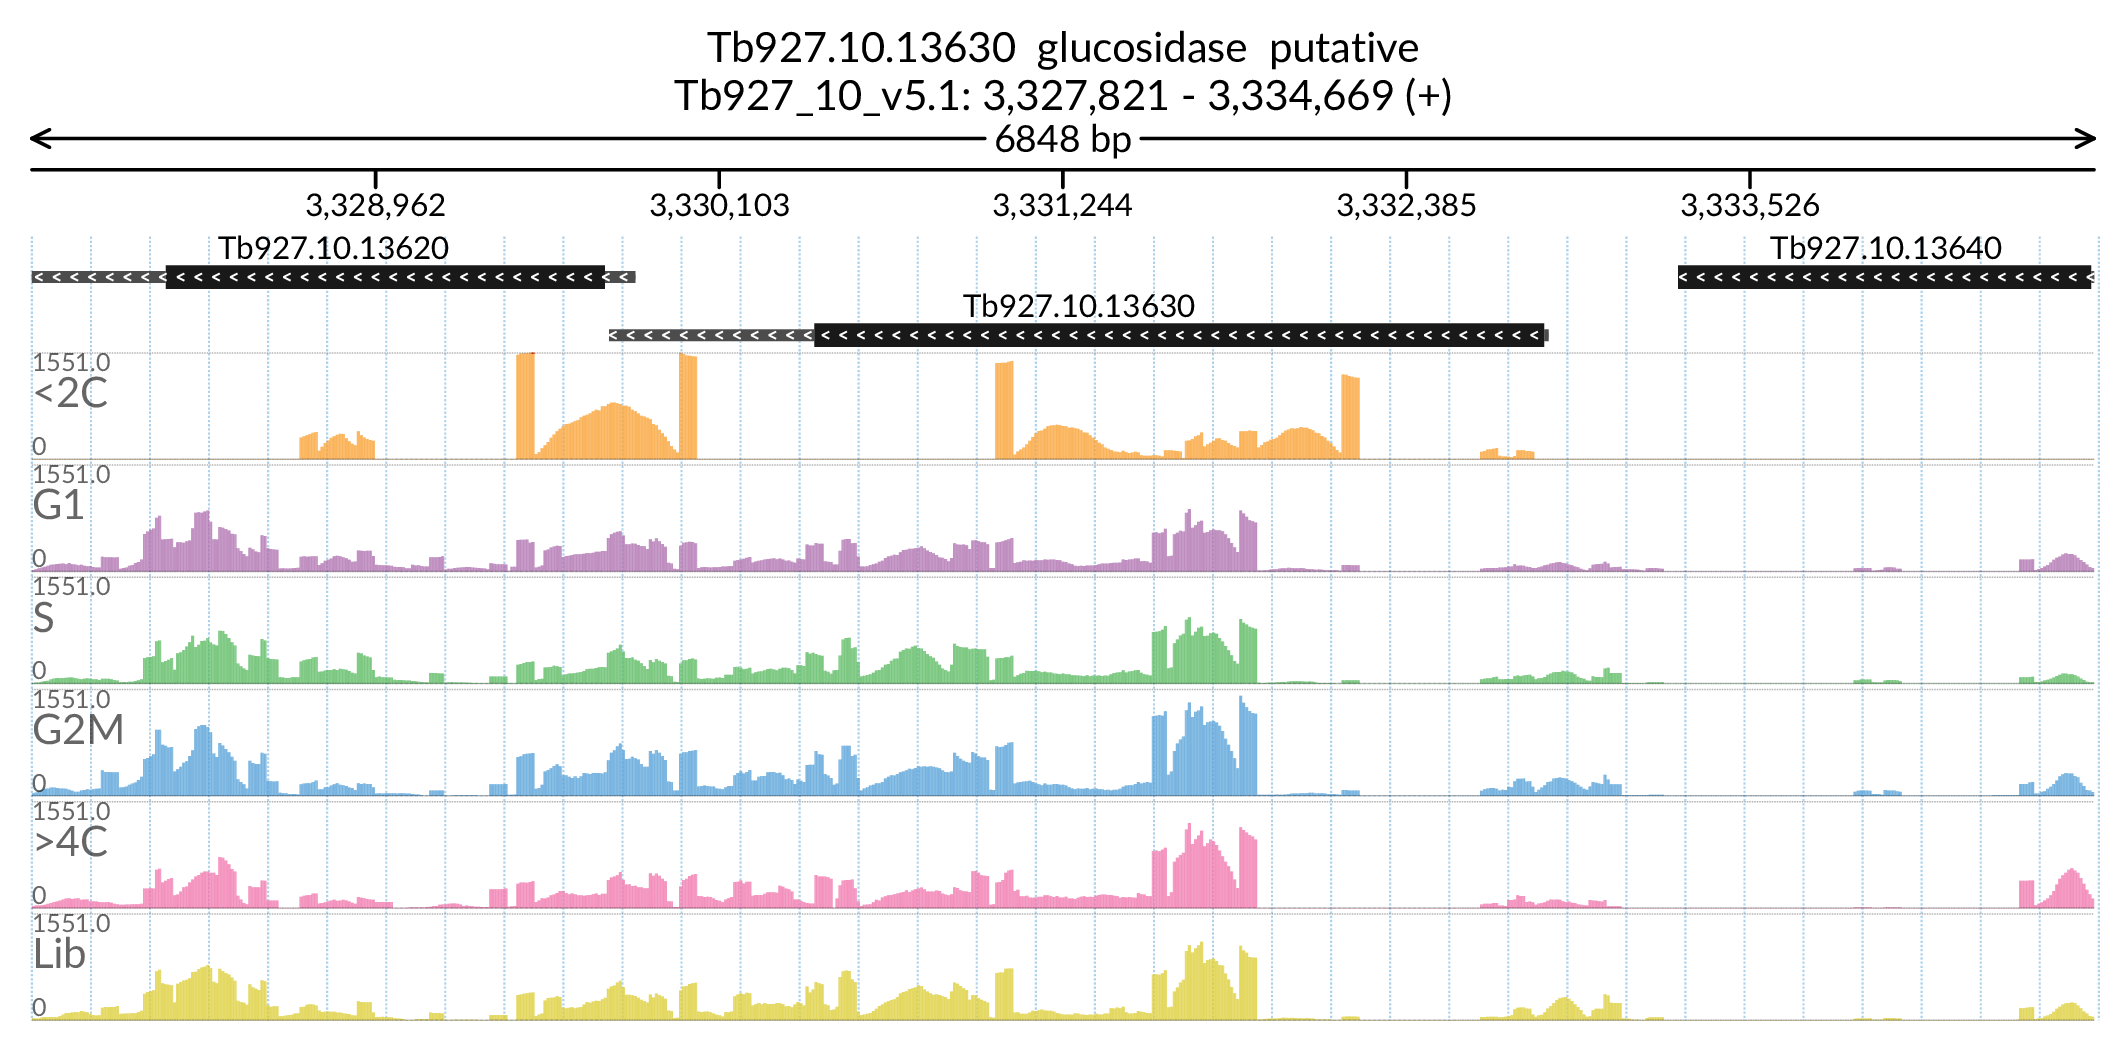 Tb927.10.13630 glucosidase putative
Tb927_10_v5.1: 3,327,821 - 3,334,669 (+)
6848 bp
3,328,962 3,330,103 3,331,244 3,332,385 3,333,526
Tb927.10.13620 Tb927.10.13640
Tb927.10.13630
1551.0
<2C
0
1551.0
G1
0
1551.0
S
0
1551.0
G2M
0
1551.0
>4C
0
1551.0
Lib
0